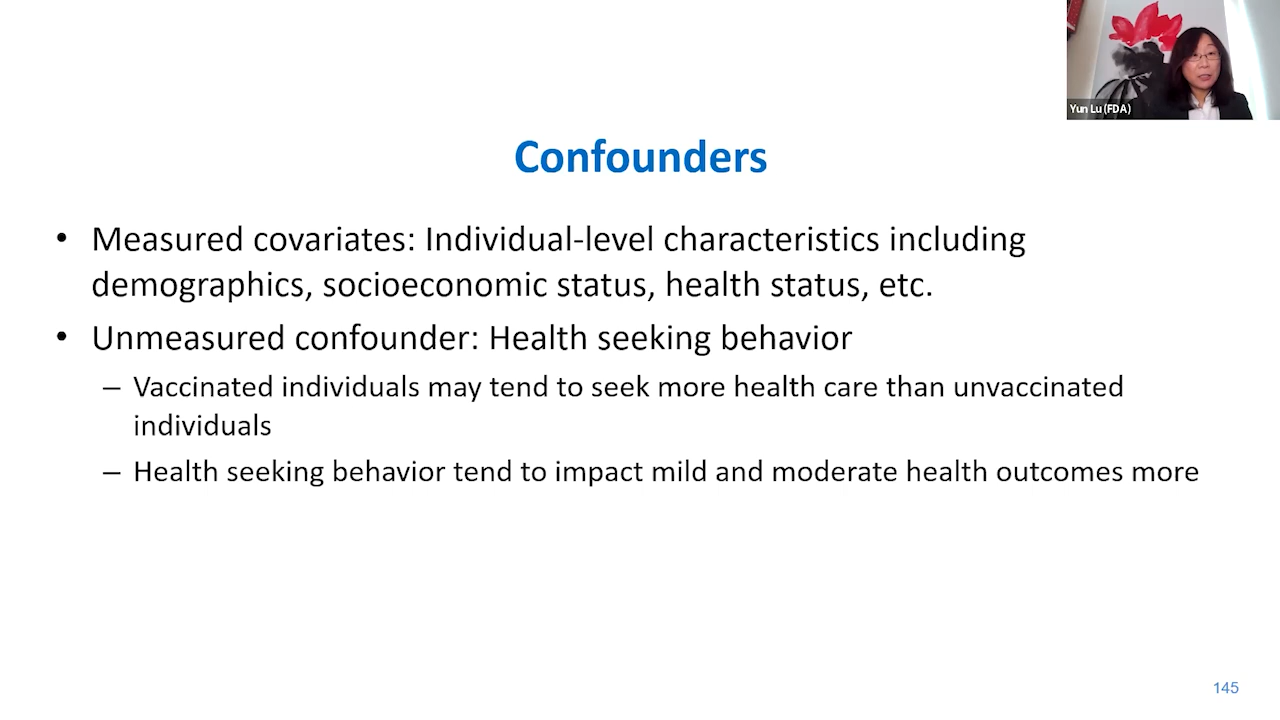 Yun Lu (FDA)
Confounders
• Measured covariates: Individual-level characteristics including
demographics, socioeconomic status, health status, etc.
• Unmeasured confounder: Health seeking behavior
– Vaccinated individuals may tend to seek more health care than unvaccinated
individuals
– Health seeking behavior tend to impact mild and moderate health outcomes more
145